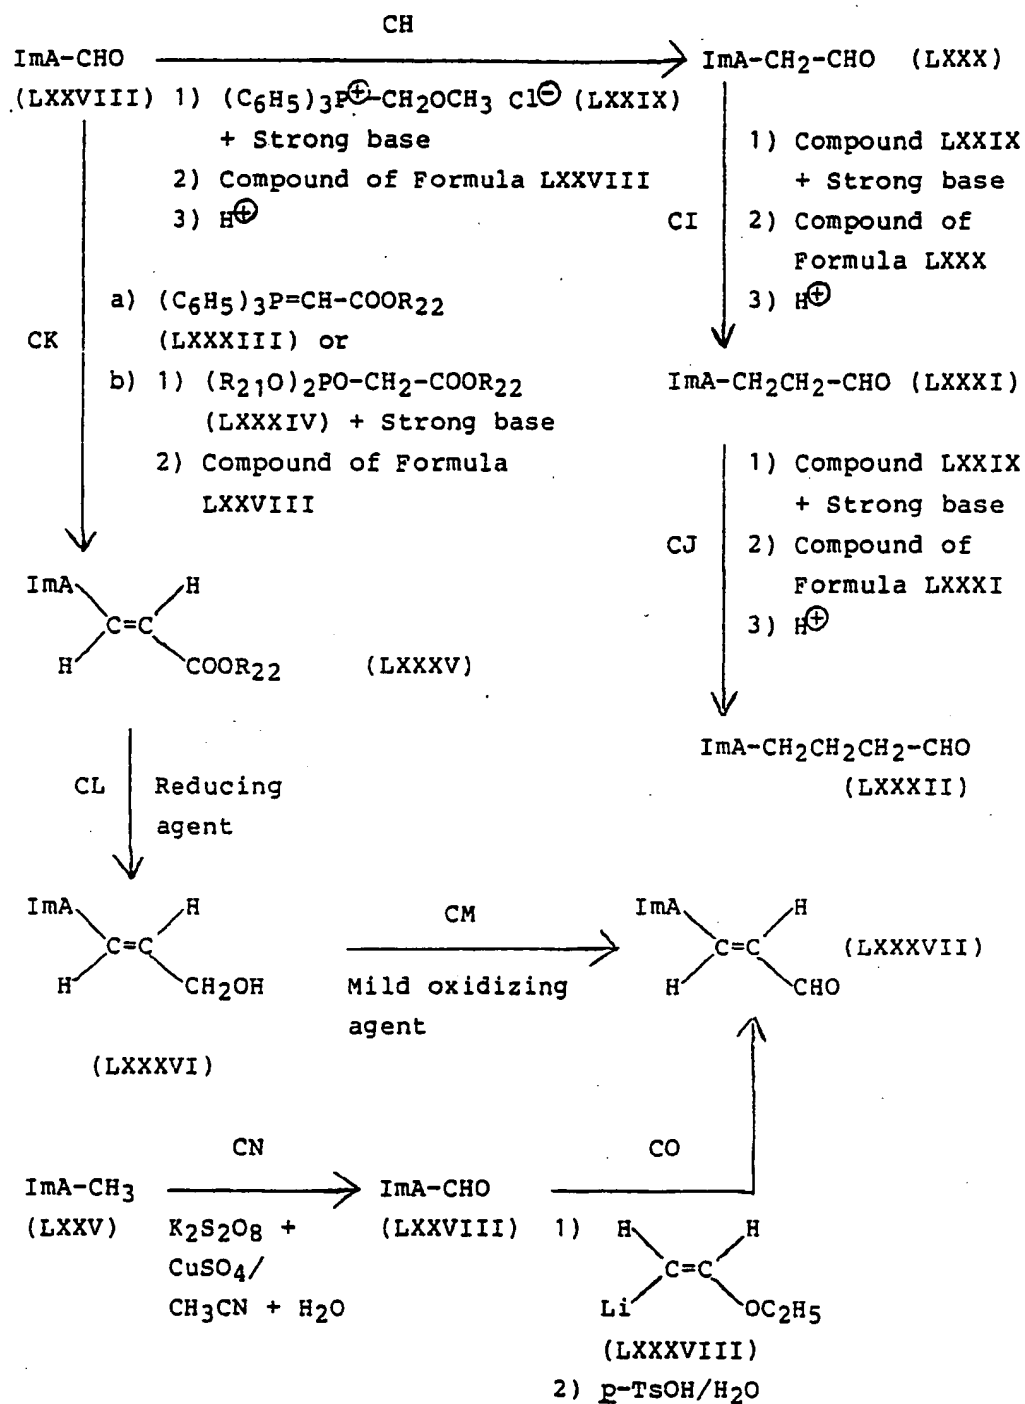 CH
ImA-CHO
ImA-CH2-CHO (LXXX)
(LXXVIII) 1) (C6H5)3P⊕-CH2OCH3 Cl⊖ (LXXIX)
+ Strong base
2) Compound of Formula LXXVIII
3) H⊕
CI
1) Compound LXXIX
+ Strong base
2) Compound of
Formula LXXX
3) H⊕
CK
a) (C6H5)3P=CH-COOR22
(LXXXIII) or
b) 1) (R21O)2PO-CH2-COOR22
(LXXXIV) + Strong base
2) Compound of Formula
LXXVIII
ImA-CH2CH2-CHO (LXXXI)
CJ
1) Compound LXXIX
+ Strong base
2) Compound of
Formula LXXXI
3) H⊕
ImA H
C=C
H COOR22 (LXXXV)
ImA-CH2CH2CH2-CHO
(LXXXII)
CL Reducing
agent
ImA H
C=C
H CH2OH
(LXXXVI)
CM
Mild oxidizing
agent
ImA H
C=C (LXXXVII)
H CHO
CN
CO
ImA-CH3
ImA-CHO
(LXXV)
K2S2O8 +
CuSO4/
CH3CN + H2O
(LXXVIII)
1) H H
C=C
Li OC2H5
(LXXXVIII)
2) p-TsOH/H2O